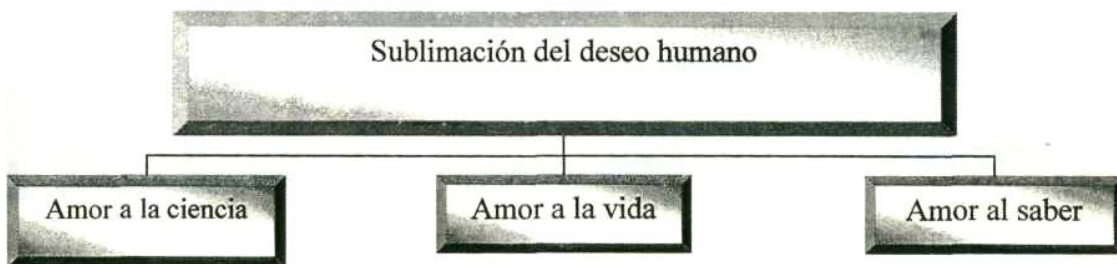 Sublimación del deseo humano
Amor a la ciencia
Amor a la vida
Amor al saber